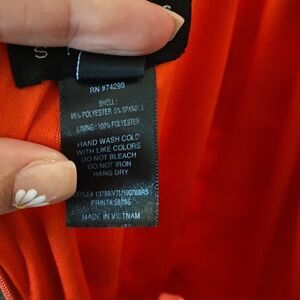 RN #74299
SHELL:
95% POLYESTER 5% SPANDEX
LINING: 100% POLYESTER
HAND WASH COLD
WITH LIKE COLORS
DO NOT BLEACH
DO NOT IRON
HANG DRY
MADE IN VIETNAM